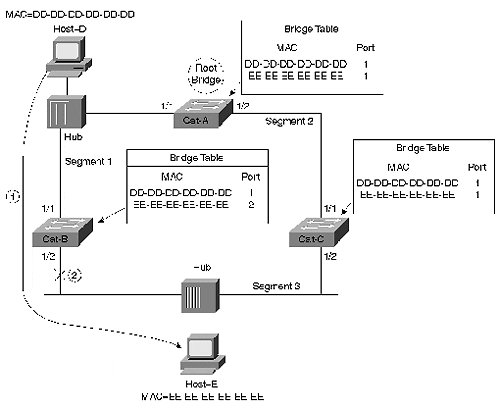 MAC=DD-DD-DD-DD-DD-DD
Host-D
Hub
Root
Bridge
1/1
1/2
Cat-A
Segment 2
Bridge Table
MAC Port
DD-DD-DD-DD-DD-DD 1
EE EE EE EE EE EE 1
Segment 1
Bridge Table
MAC Port
DD-DD-DD-DD-DD-DD 1
EE-EE-EE-EE-EE-EE 2
Bridge Table
MAC Port
DD-DD-DD-DD-DD-DD 1
EE-EE-EE-EE-EE-EE 1
1
1/1
Cat-B
1/2
2
1/1
Cat-C
1/2
Hub
Segment 3
Host-E
MAC=EE EE EE EE EE EE